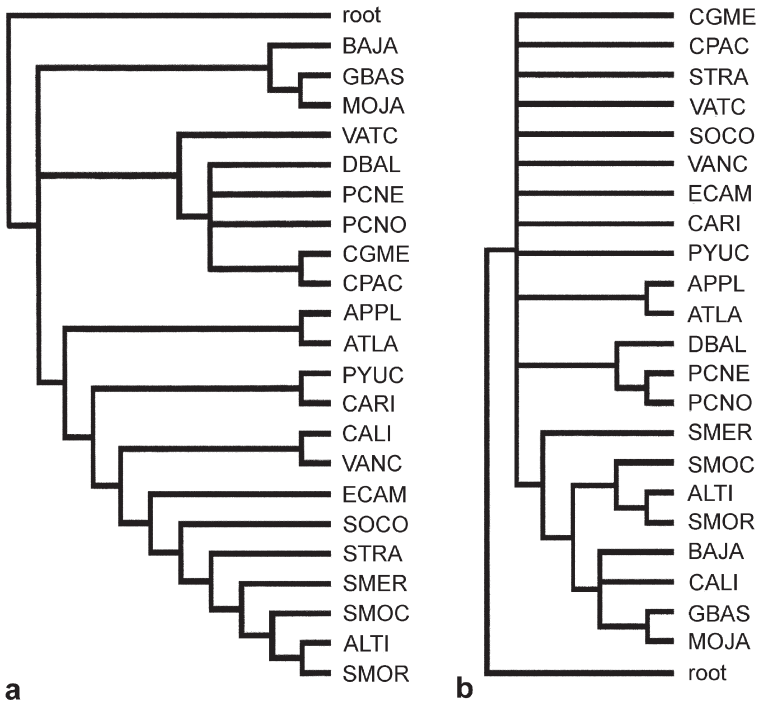 root
BAJA
GBAS
MOJA
VATC
DBAL
PCNE
PCNO
CGME
CPAC
APPL
ATLA
PYUC
CARI
CALI
VANC
ECAM
SOCO
STRA
SMER
SMOC
ALTI
SMOR
a
CGME
CPAC
STRA
VATC
SOCO
VANC
ECAM
CARI
PYUC
APPL
ATLA
DBAL
PCNE
PCNO
SMER
SMOC
ALTI
SMOR
BAJA
CALI
GBAS
MOJA
root
b